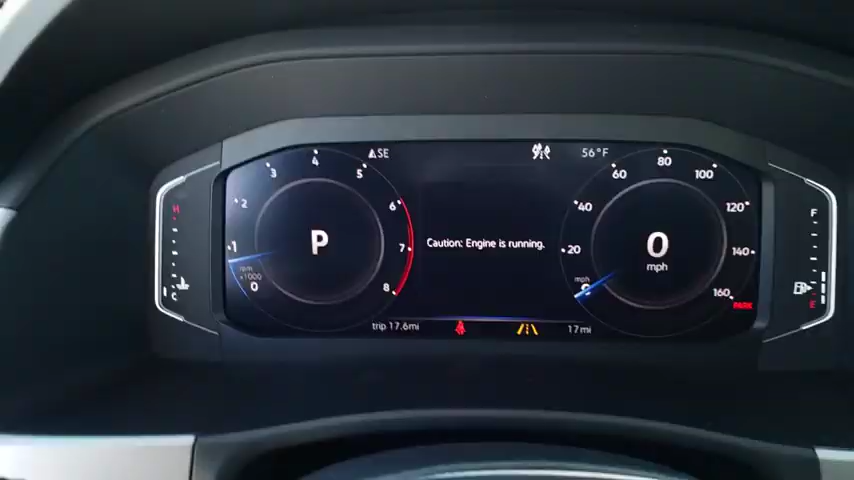 SE
56°F
4
3
5
2
6
1
7
rpm
×1000
0
8
P
Caution: Engine is running.
80
60
100
40
120
20
140
mph
160
0
mph
PARK
H
C
F
E
trip 17.6mi
17mi